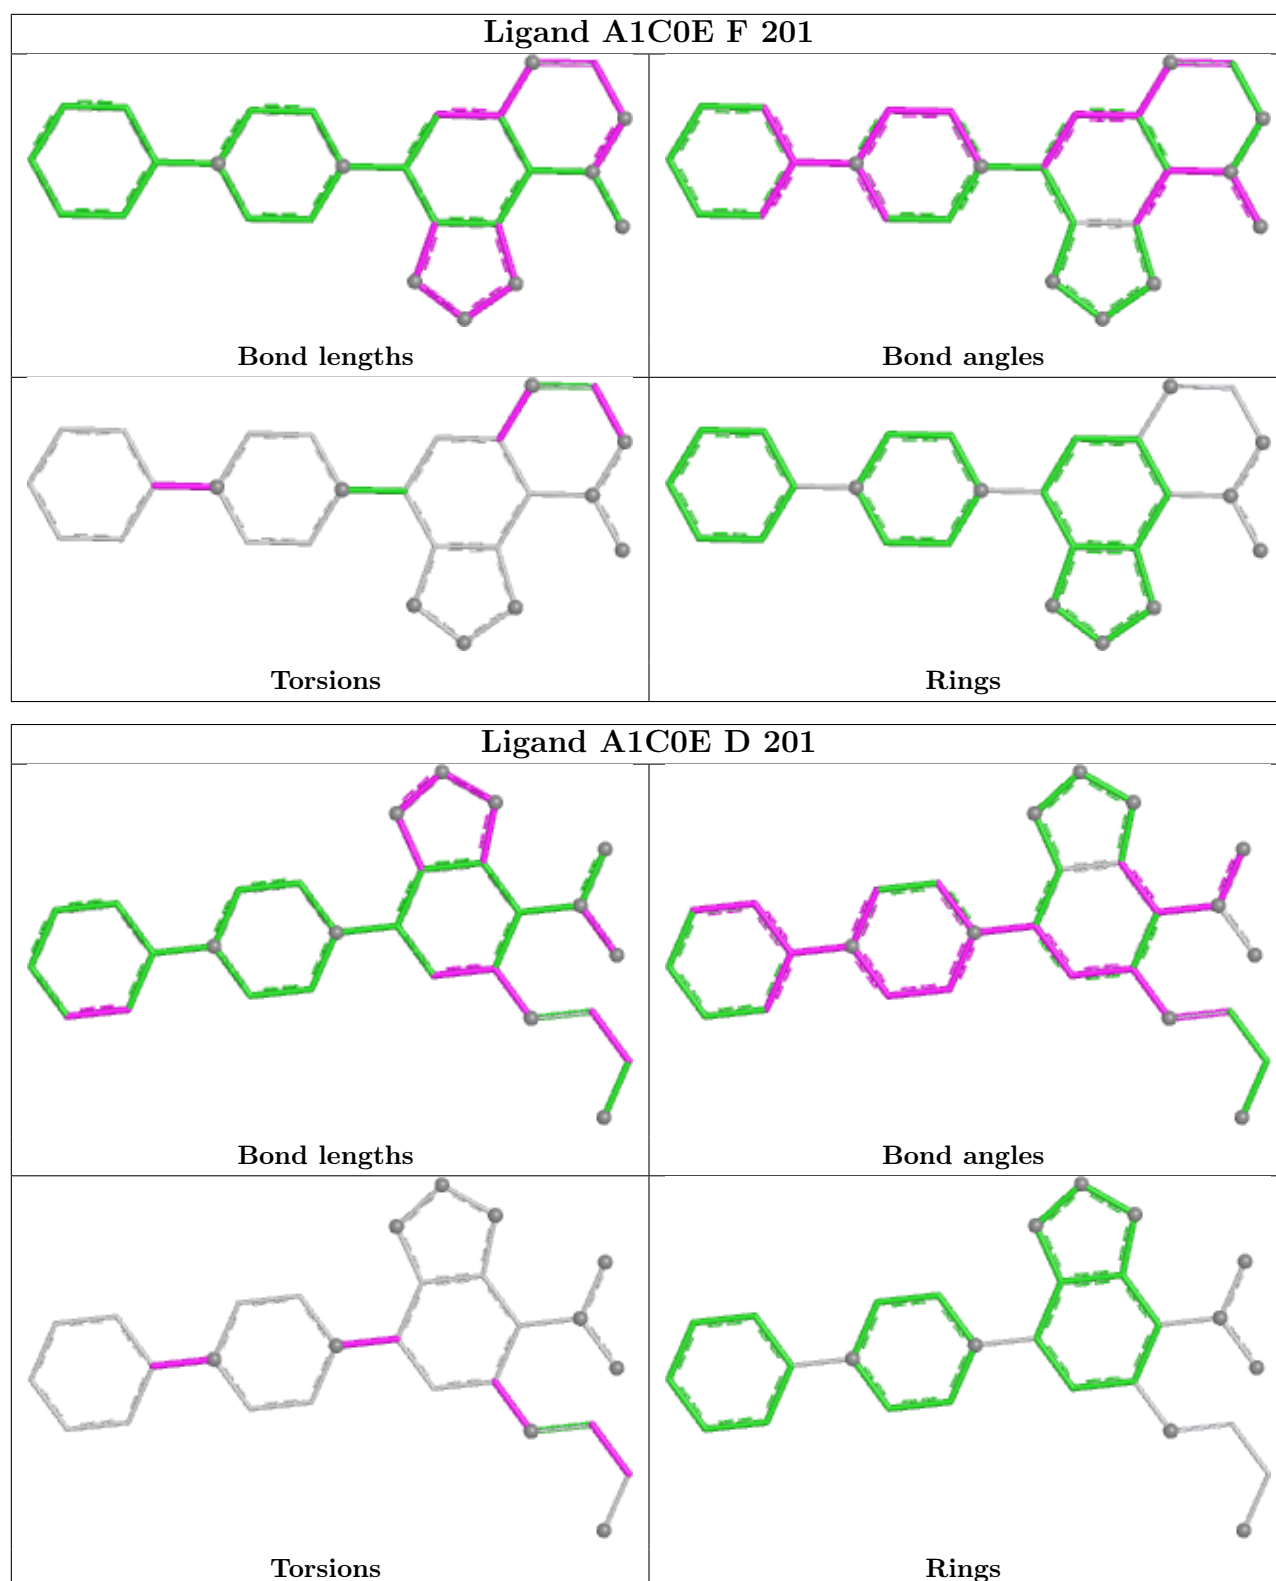 Ligand A1C0E F 201
Bond lengths
Bond angles
Torsions
Rings
Ligand A1C0E D 201
Bond lengths
Bond angles
Torsions
Rings